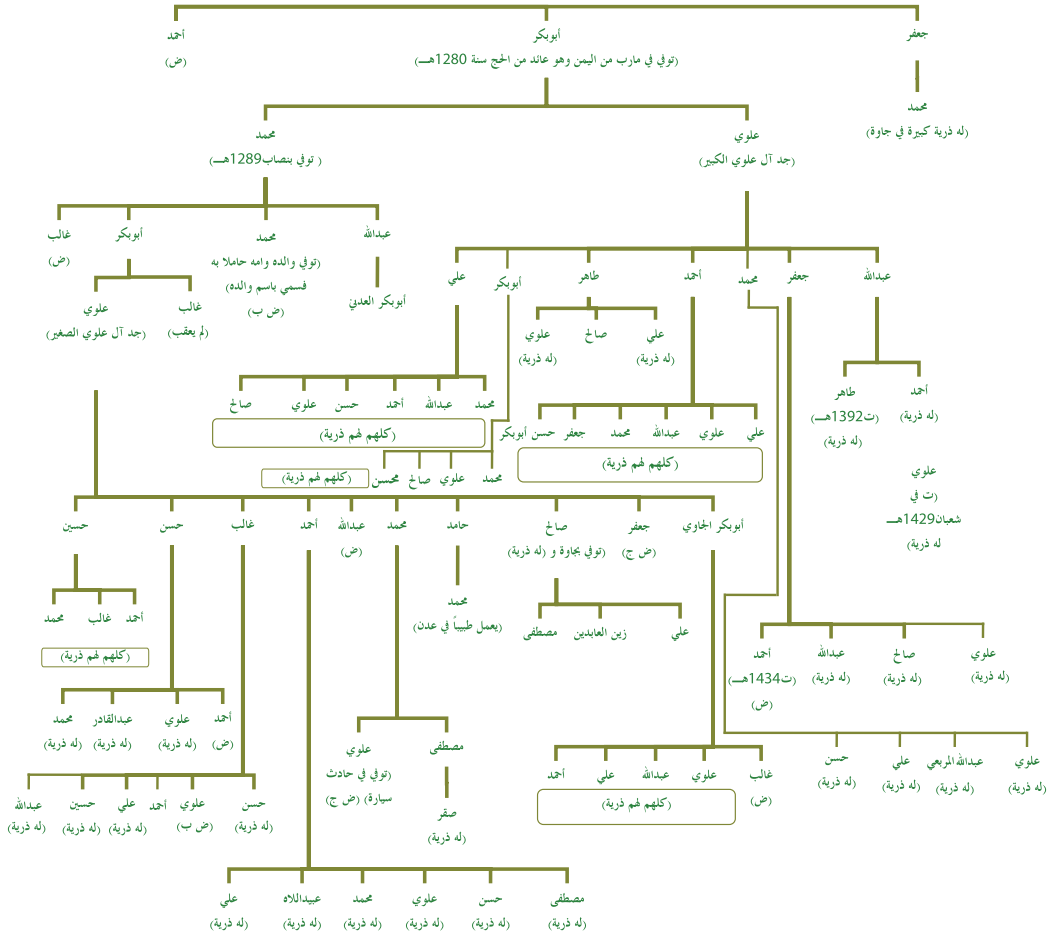 جعفر
أبوبكر
أحمد
(توفي في مارب من اليمن وهو عائد من الحج سنة 1280هــ)
(ض)
محمد
(له ذرية كبيرة في جاوة)
علوي
(جد آل علوي الكبير)
محمد
( توفي بنصاب1289هــ)
عبدالله
محمد
(توفي والده وامه حاملا به
فسمي باسم والده)
(ض ب)
أبوبكر
غالب
(ض)
أبوبكر العدني
غالب
(لم يعقب)
علوي
(جد آل علوي الصغير)
عبدالله
جعفر
محمد
أحمد
طاهر
أبوبكر
علي
علي
(له ذرية)
صالح
علوي
(له ذرية)
أحمد
(له ذرية)
طاهر
(ت1392هــ)
(له ذرية)
علوي
(ت في
شعبان1429هــ
له ذرية)
محمد
عبدالله
أحمد
حسن
علوي
صالح
(كلهم لهم ذرية)
علي
علوي
عبدالله
محمد
جعفر
حسن أبوبكر
(كلهم لهم ذرية)
محمد
علوي
صالح
محسن
(كلهم لهم ذرية)
أبوبكر الجاوي
جعفر
(ض ج)
صالح
(توفي بجاوة و (له ذرية)
حامد
محمد
عبدالله
(ض)
أحمد
غالب
حسن
حسين
محمد
(يعمل طبيباً في عدن)
علي
زين العابدين
مصطفى
أحمد
غالب
محمد
(كلهم لهم ذرية)
علوي
(له ذرية)
صالح
(له ذرية)
عبدالله
(له ذرية)
أحمد
(ت1434هــ)
(ض)
أحمد
(ض)
علوي
(له ذرية)
عبدالقادر
(له ذرية)
محمد
(له ذرية)
مصطفى
علوي
(توفي في حادث
سيارة) (ض ج)
صقر
(له ذرية)
علوي
(له ذرية)
عبدالله المربعي
(له ذرية)
علي
(له ذرية)
حسن
(له ذرية)
غالب
(ض)
علوي
عبدالله
علي
أحمد
(كلهم لهم ذرية)
حسن
(له ذرية)
علوي
(ض ب)
أحمد
علي
(له ذرية)
حسين
(له ذرية)
عبدالله
(له ذرية)
مصطفى
(له ذرية)
حسن
(له ذرية)
علوي
(له ذرية)
محمد
(له ذرية)
عبيداللاه
(له ذرية)
علي
(له ذرية)